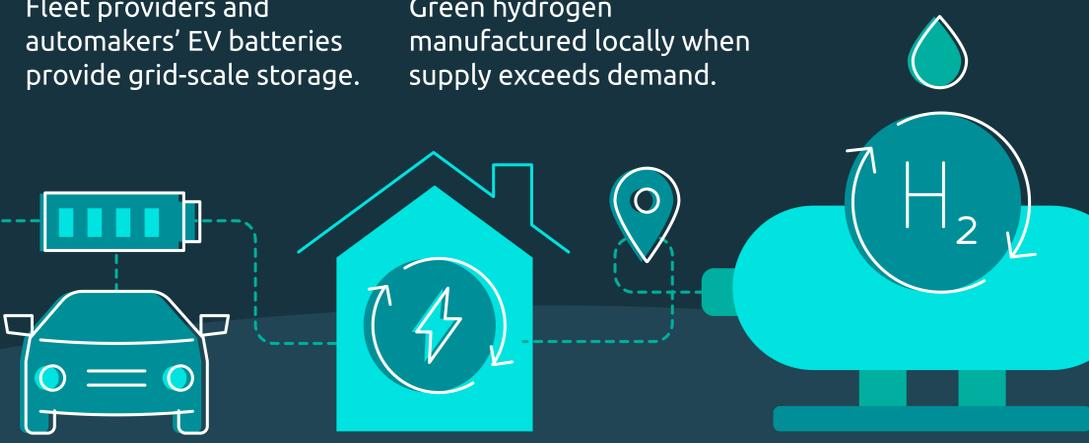 Fleet providers and
automakers’ EV batteries
provide grid-scale storage.
Green hydrogen
manufactured locally when
supply exceeds demand.
H2